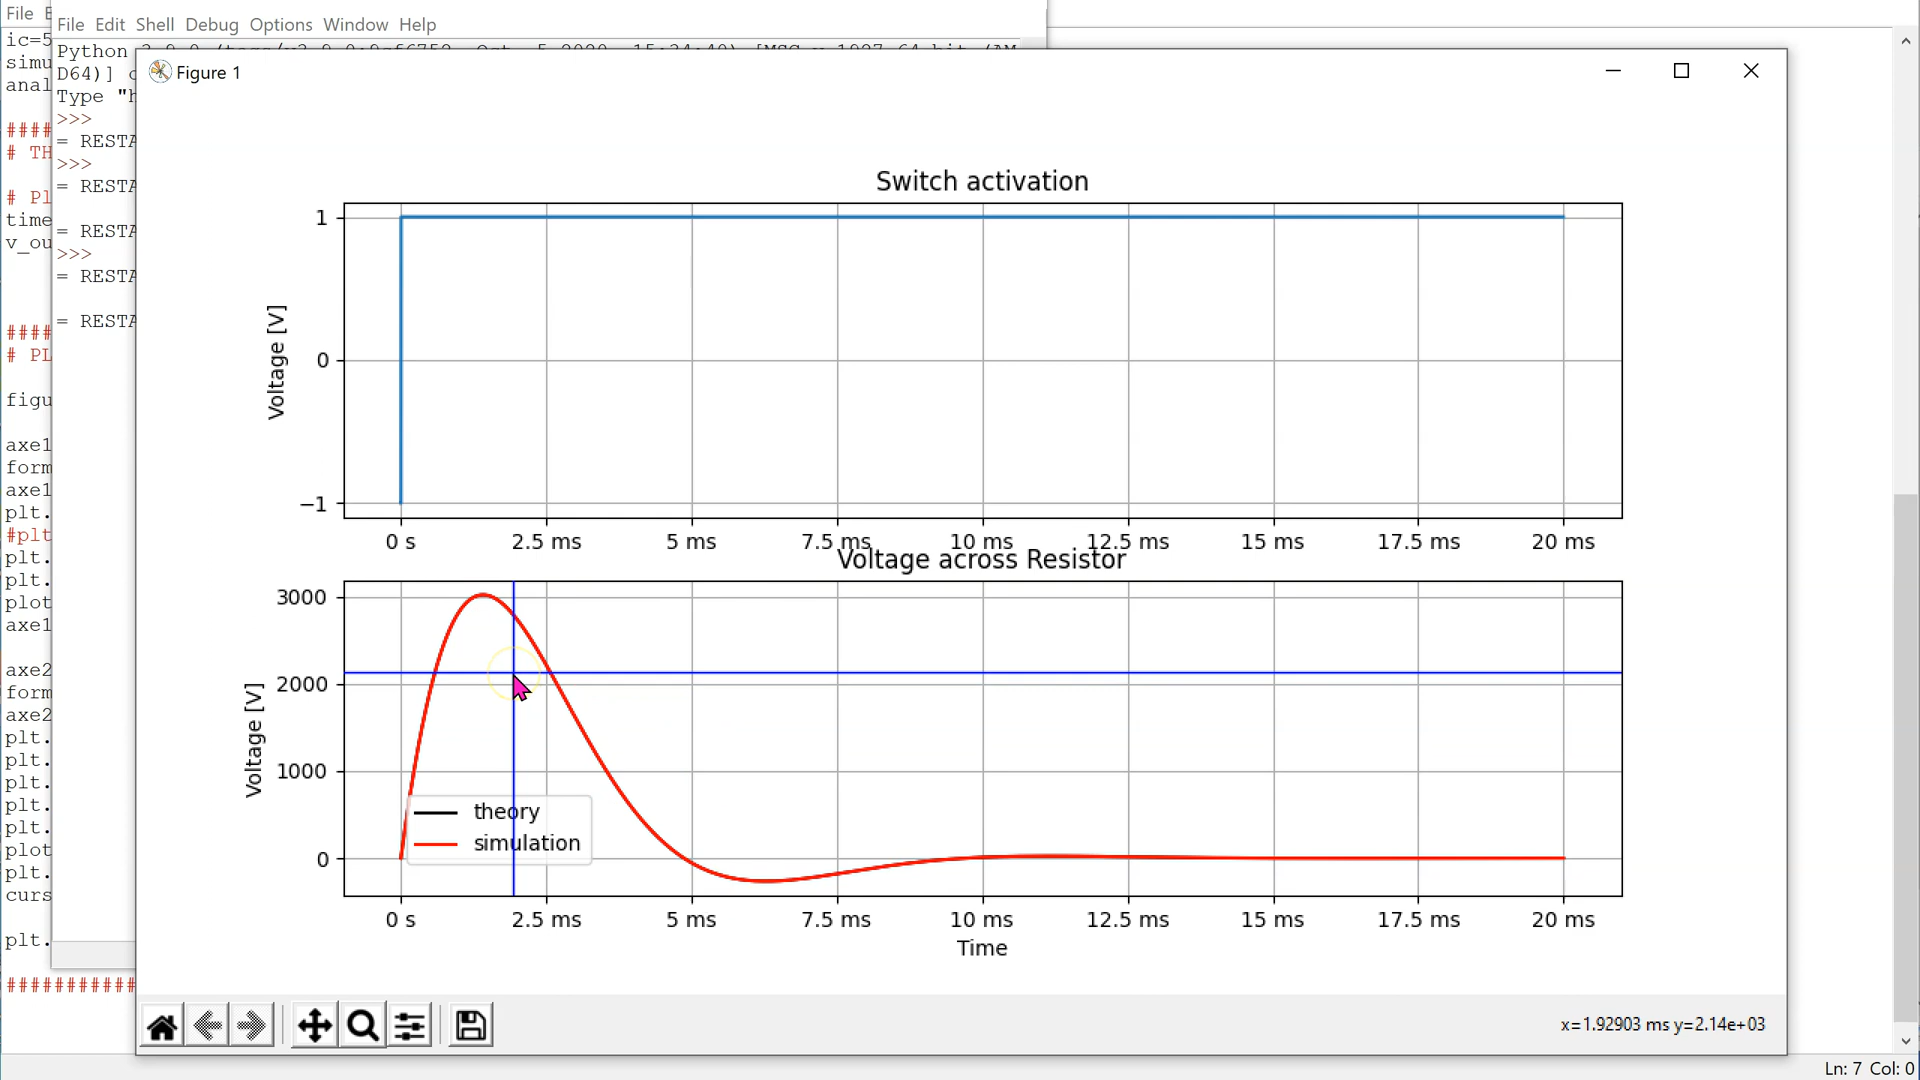 File E
File Edit Shell Debug Options Window Help
ic=5
Python
simu
D64)] c
anal
Type "h
>>>
####
= RESTA
# TH
>>>
= RESTA
# Pl
time
= RESTA
v_ou
>>>
= RESTA
= RESTA
####
# PL
figu
axe1
form
axe1
plt.
#plt
plt.
plt.
plot
axe1
axe2
form
axe2
plt.
plt.
plt.
plt.
plt.
plot
plt.
curs
plt.
###########
Figure 1
Switch activation
Voltage [V]
1
0
−1
0 s 2.5 ms 5 ms 7.5 ms 10 ms 12.5 ms 15 ms 17.5 ms 20 ms
Voltage across Resistor
Voltage [V]
3000
2000
1000
0
theory
simulation
0 s 2.5 ms 5 ms 7.5 ms 10 ms 12.5 ms 15 ms 17.5 ms 20 ms
Time
x=1.92903 ms y=2.14e+03
Ln: 7 Col: 0